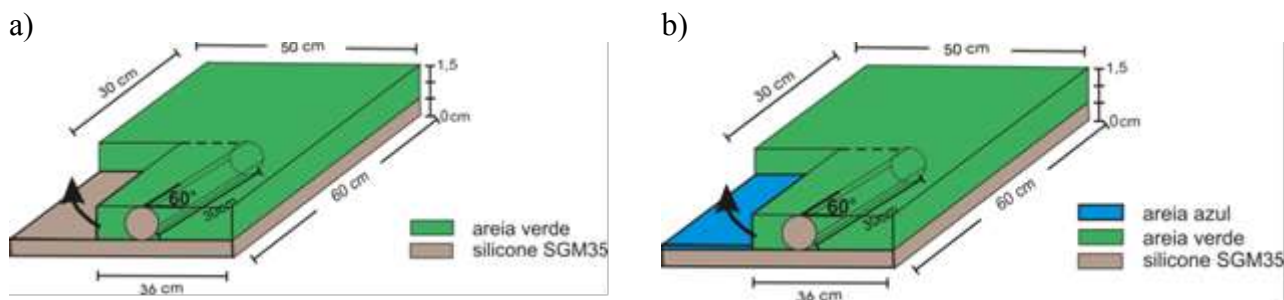 a)
50 cm
30 cm
1,5
0cm
60°
30cm
60 cm
areia verde
silicone SGM35
36 cm
b)
50 cm
30 cm
1,5
0cm
60°
30cm
60 cm
areia azul
areia verde
silicone SGM35
36 cm